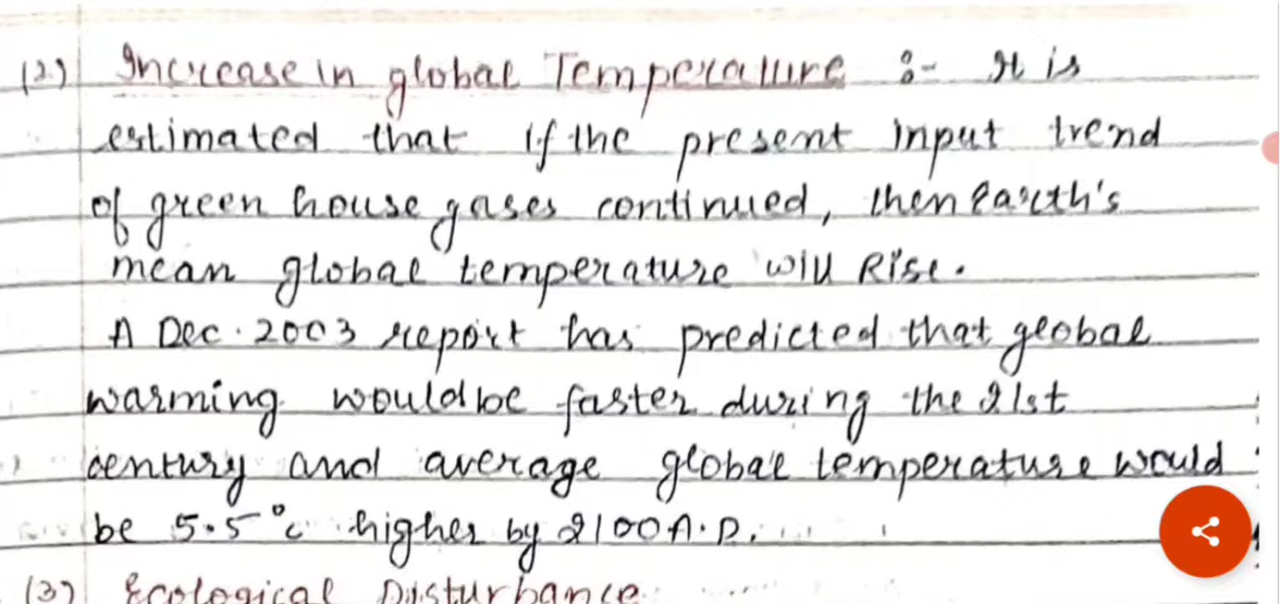 (2) Increase in global Temperature :- It is
estimated that if the present input trend
of green house gases continued, then Earth's
mean global temperature will Rise.
A Dec. 2003 report has predicted that global
warming would be faster during the 21st
century and average global temperature would
be 5.5°c higher by 2100 A.D.
(3) Ecological Disturbance